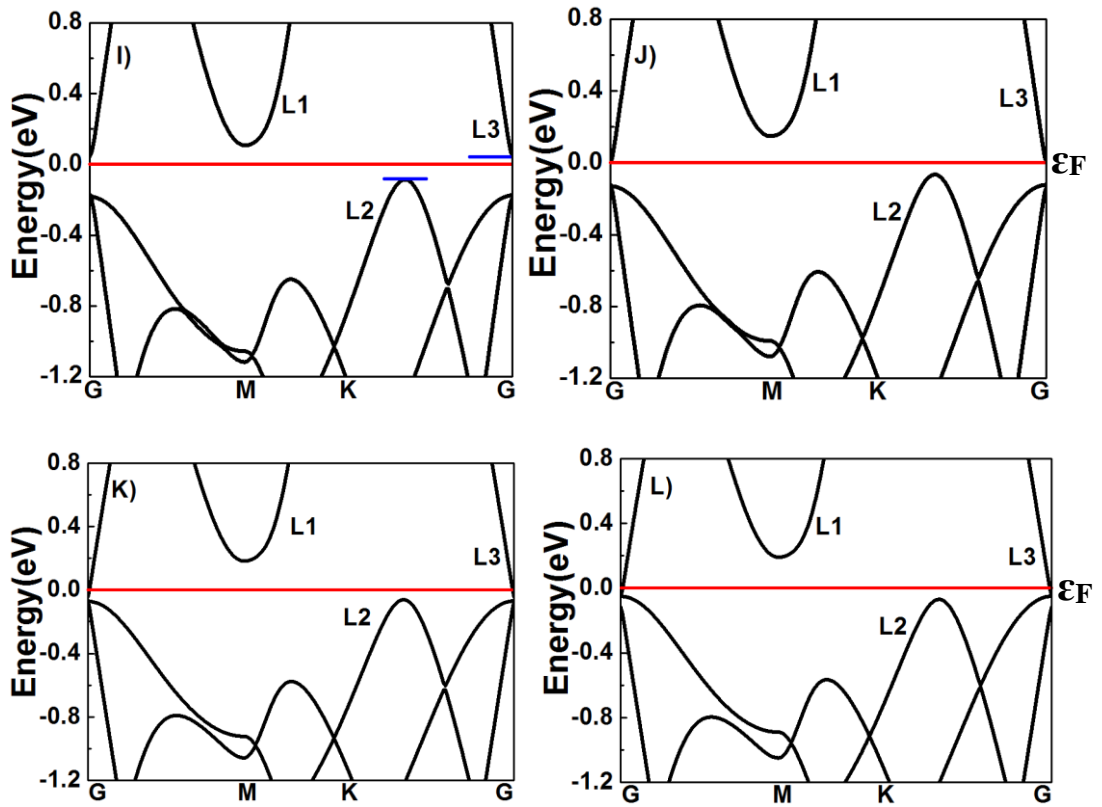 0.8
0.4
0.0
-0.4
-0.8
-1.2
Energy(eV)
I)
L1
L3
L2
G M K G
0.8
0.4
0.0
-0.4
-0.8
-1.2
Energy(eV)
J)
L1
L3
L2
εF
G M K G
0.8
0.4
0.0
-0.4
-0.8
-1.2
Energy(eV)
K)
L1
L3
L2
G M K G
0.8
0.4
0.0
-0.4
-0.8
-1.2
Energy(eV)
L)
L1
L3
L2
εF
G M K G